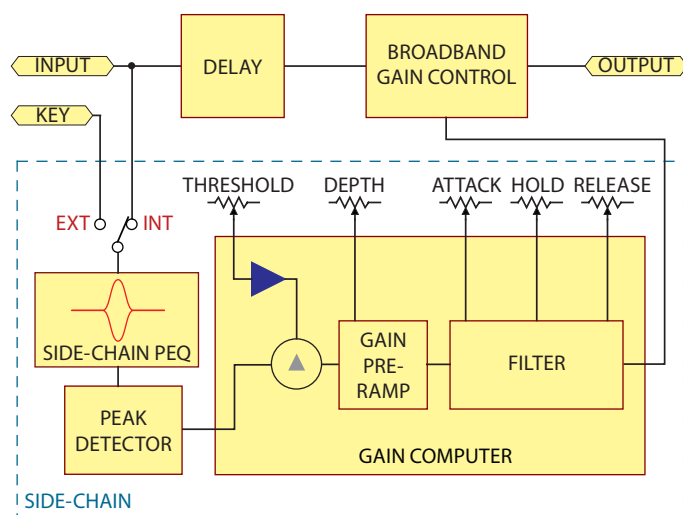 INPUT
DELAY
BROADBAND
GAIN CONTROL
OUTPUT
KEY
THRESHOLD
DEPTH
ATTACK
HOLD
RELEASE
EXT
INT
SIDE-CHAIN PEQ
GAIN
PRE-
RAMP
FILTER
PEAK
DETECTOR
GAIN COMPUTER
SIDE-CHAIN